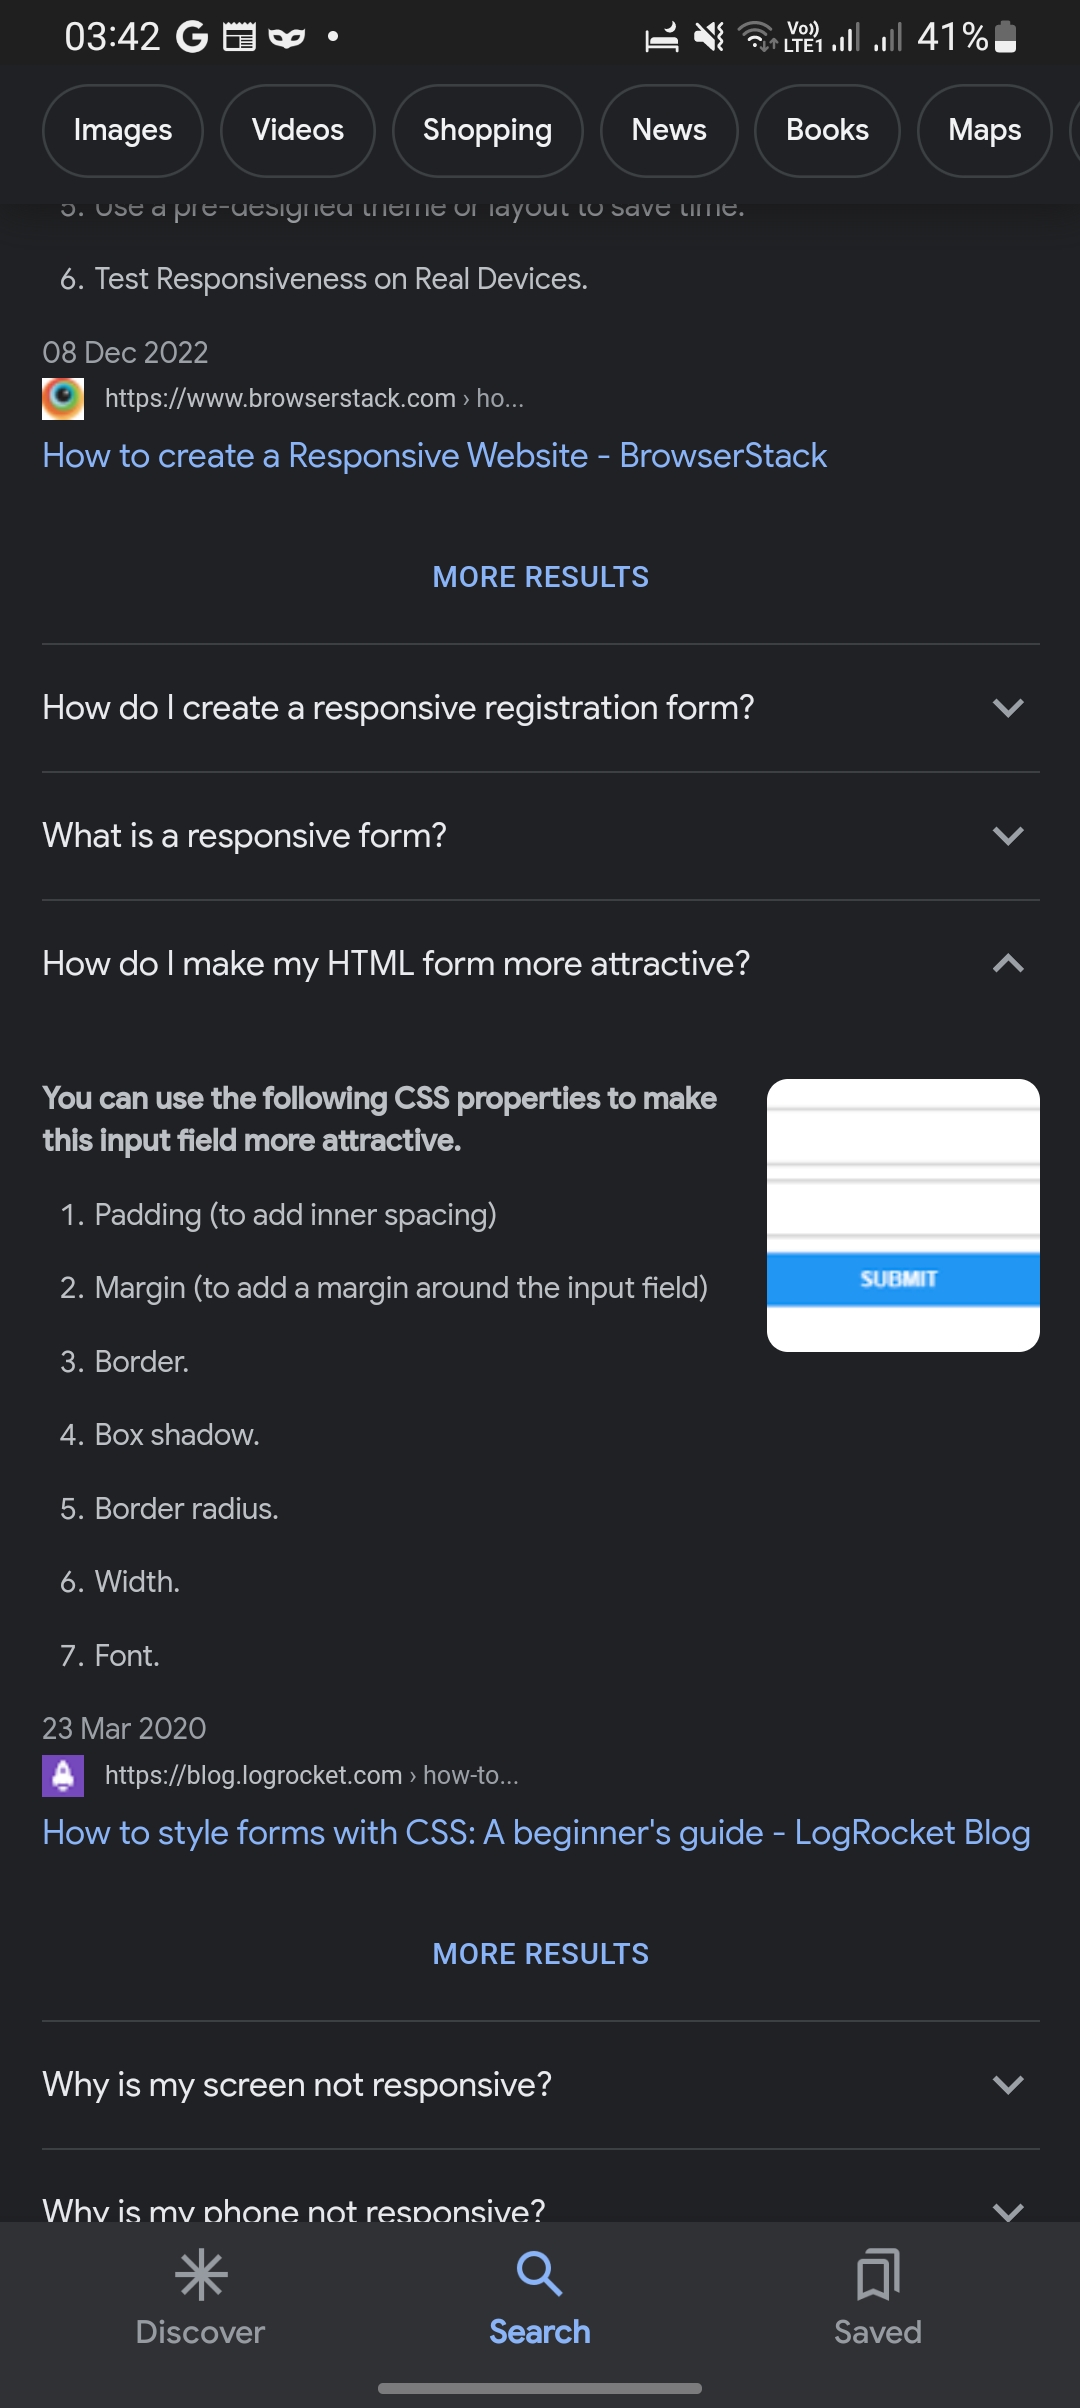 03:42
Vo))
LTE1
41%
Images
Videos
Shopping
News
Books
Maps
5. Use a pre-designed theme or layout to save time.
6. Test Responsiveness on Real Devices.
08 Dec 2022
https://www.browserstack.com › ho...
How to create a Responsive Website - BrowserStack
MORE RESULTS
How do I create a responsive registration form?
What is a responsive form?
How do I make my HTML form more attractive?
You can use the following CSS properties to make
this input field more attractive.
1. Padding (to add inner spacing)
2. Margin (to add a margin around the input field)
3. Border.
4. Box shadow.
5. Border radius.
6. Width.
7. Font.
SUBMIT
23 Mar 2020
https://blog.logrocket.com › how-to...
How to style forms with CSS: A beginner's guide - LogRocket Blog
MORE RESULTS
Why is my screen not responsive?
Why is my phone not responsive?
Discover
Search
Saved